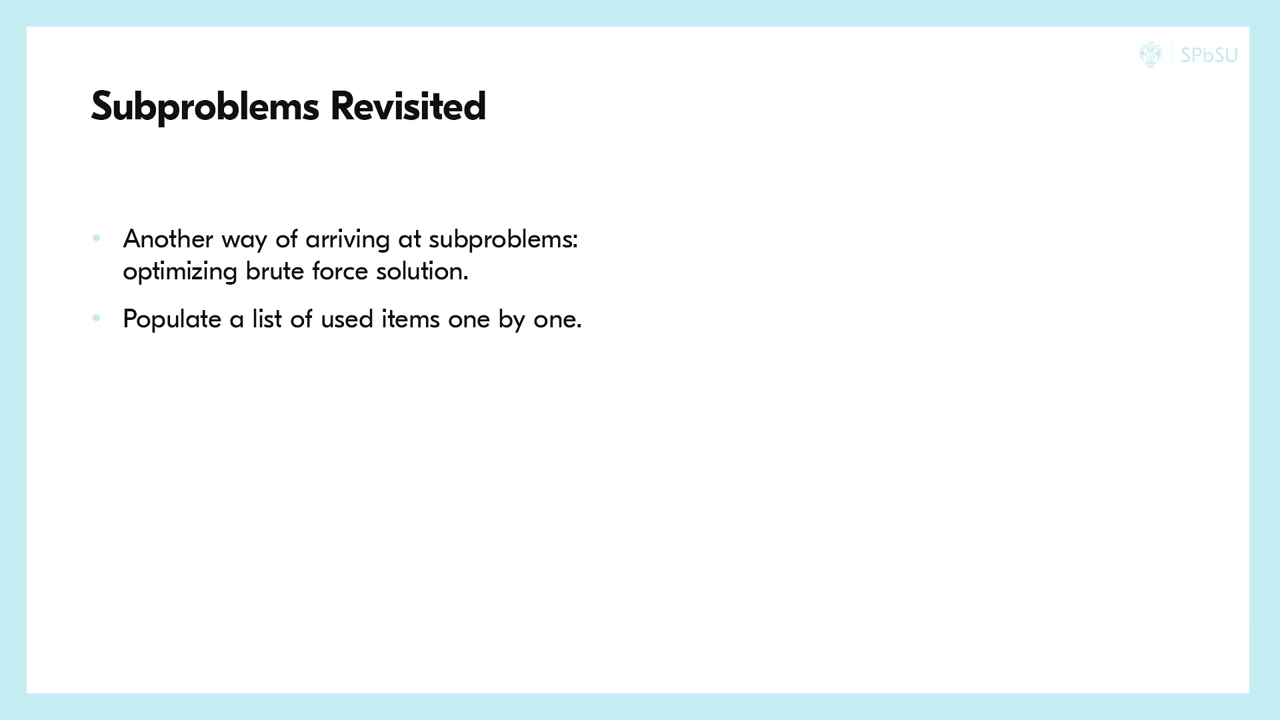 SPbSU
Subproblems Revisited
• Another way of arriving at subproblems:
optimizing brute force solution.
• Populate a list of used items one by one.